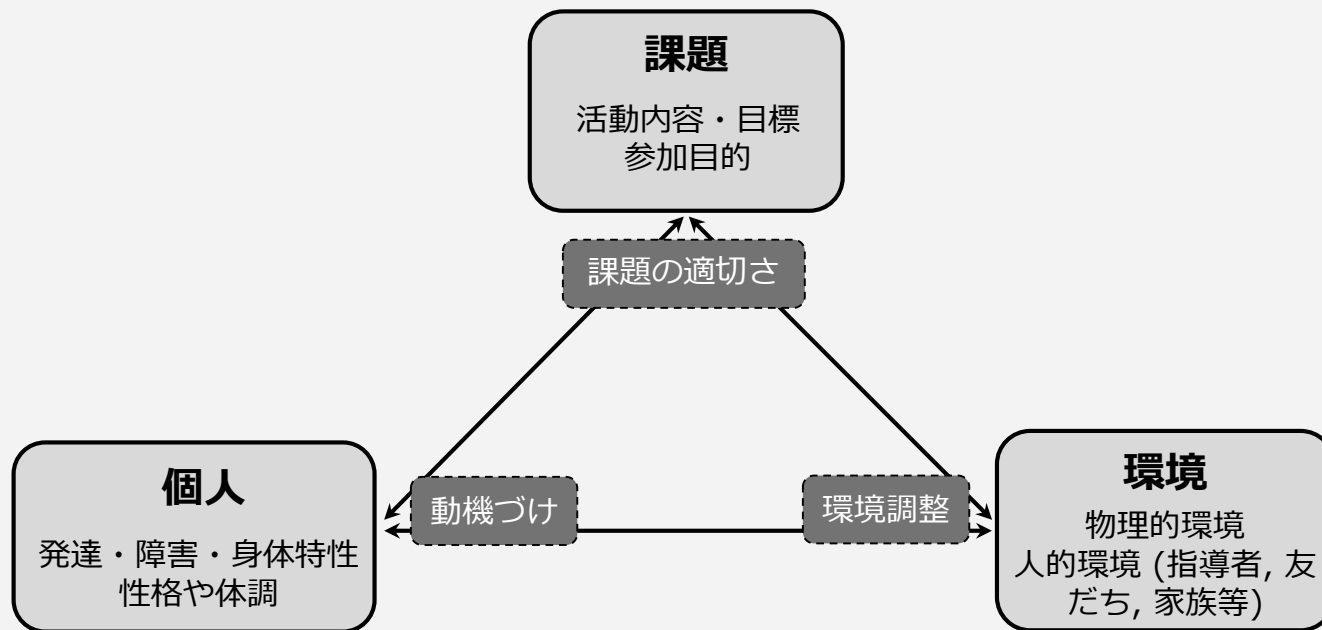 課題
活動内容・目標
参加目的
課題の適切さ
個人
発達・障害・身体特性
性格や体調
動機づけ
環境調整
環境
物理的環境
人的環境 (指導者, 友
だち, 家族等)